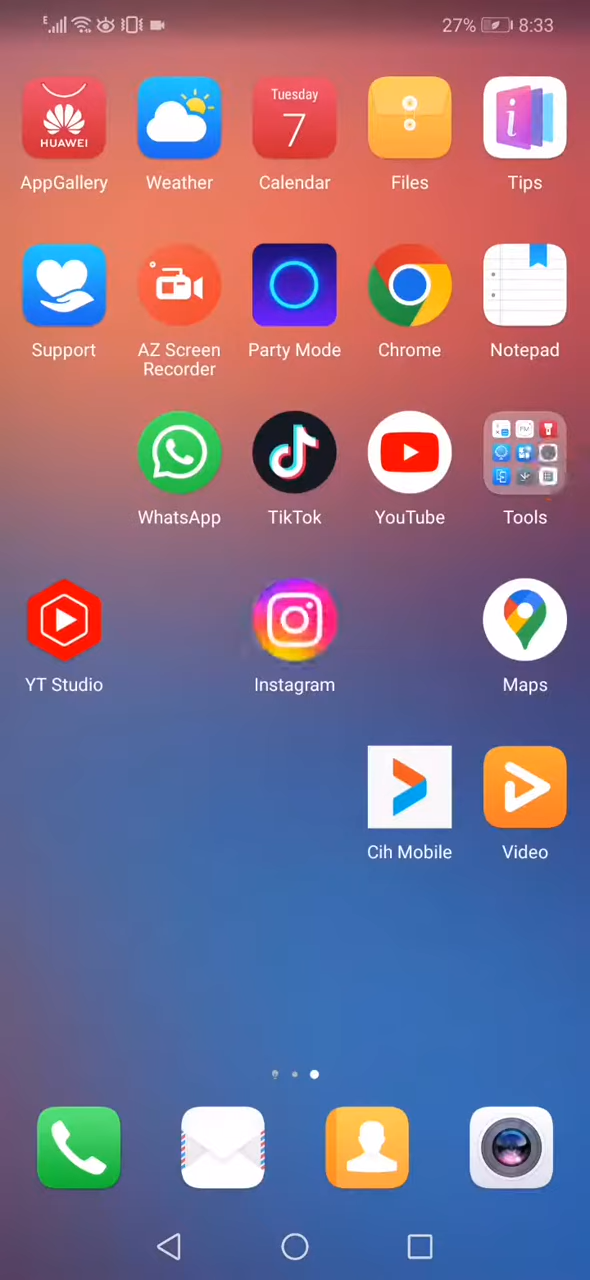 27% 8:33
HUAWEI
Tuesday
7
AppGallery Weather Calendar Files Tips
Support AZ Screen Recorder Party Mode Chrome Notepad
WhatsApp TikTok YouTube Tools
YT Studio Instagram Maps
Cih Mobile Video